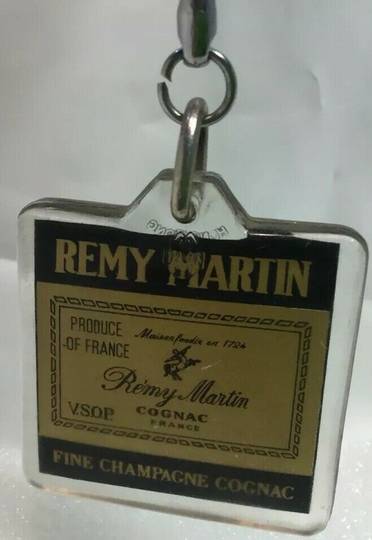 REMY MARTIN
PRODUCE
OF FRANCE
Maison fondée en 1724
Rémy Martin
V.S.O.P.
COGNAC
FRANCE
FINE CHAMPAGNE COGNAC